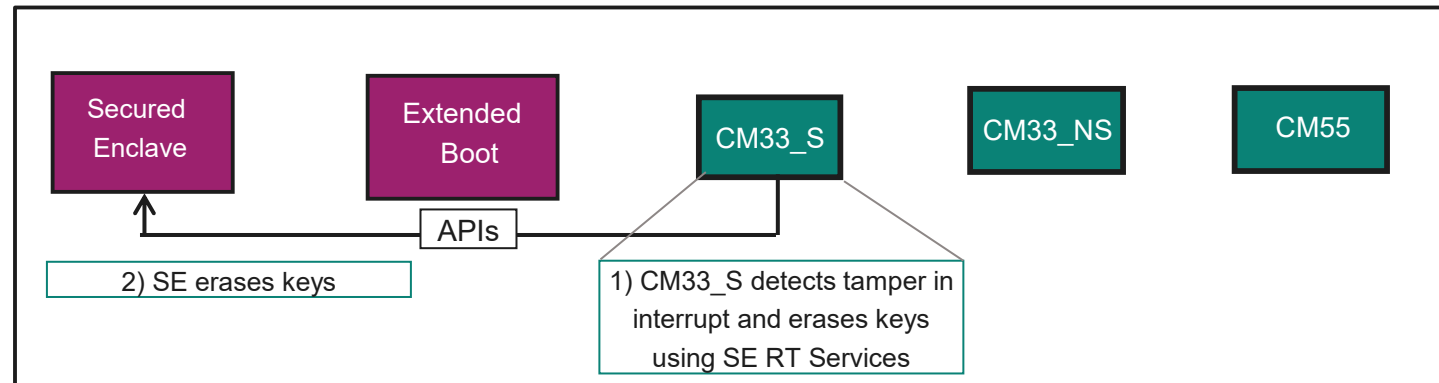 Secured
Enclave
Extended
Boot
CM33_S
CM33_NS
CM55
APIs
2) SE erases keys
1) CM33_S detects tamper in
interrupt and erases keys
using SE RT Services